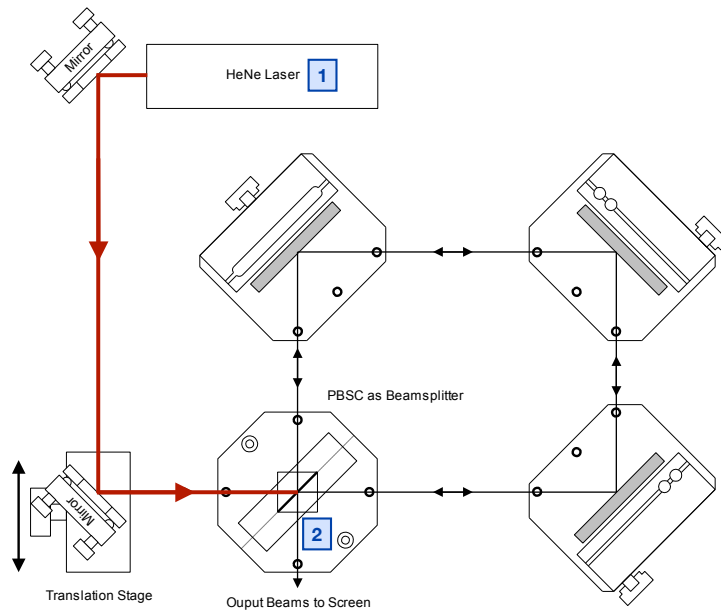 Mirror
HeNe Laser
1
PBSC as Beamsplitter
Mirror
2
Translation Stage
Ouput Beams to Screen